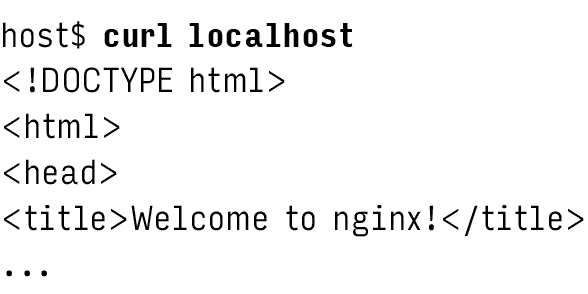 host$ curl localhost
<!DOCTYPE html>
<html>
<head>
<title>Welcome to nginx!</title>
...